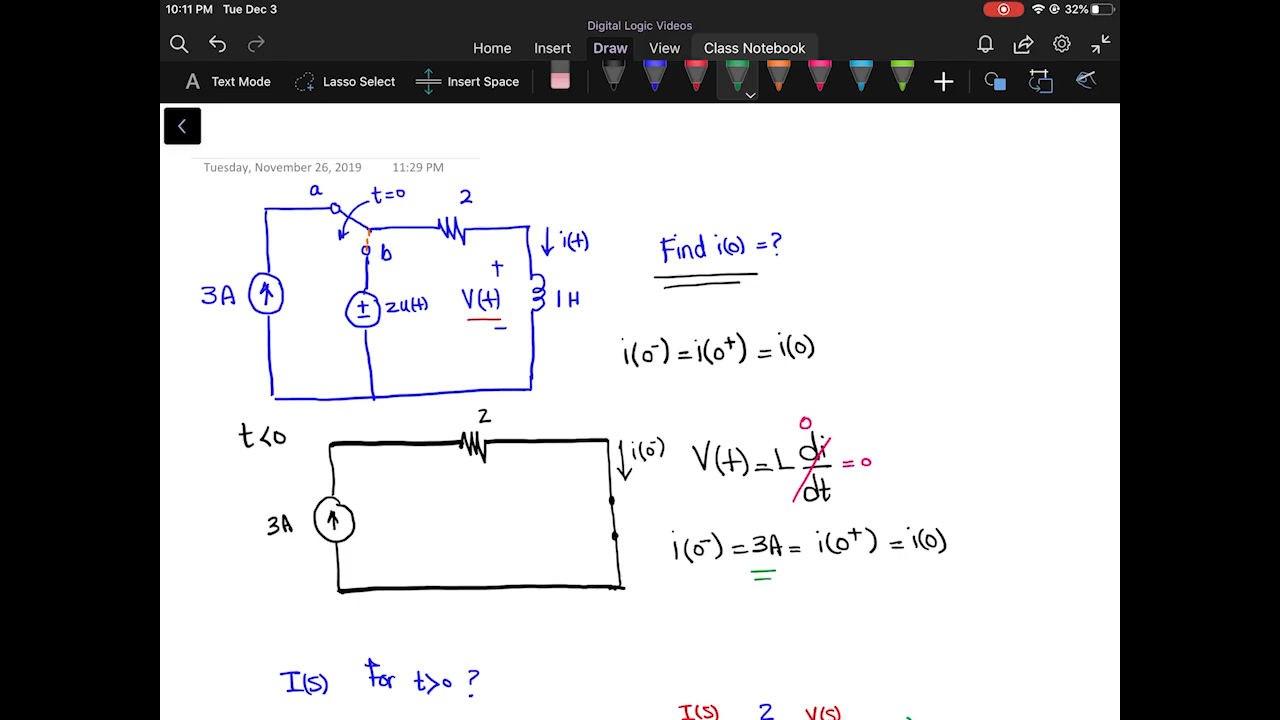 10:11 PM Tue Dec 3
32%
Digital Logic Videos
Home Insert Draw View Class Notebook
A Text Mode Lasso Select Insert Space
Tuesday, November 26, 2019 11:29 PM
a
t=0
2
i(t)
b
3A
2u(t)
+
V(t)
-
1H
Find i(0) = ?
i(0⁻) = i(0⁺) = i(0)
t<0
2
i(0⁻)
3A
V(t) = L di/dt = 0
0
i(0⁻) = 3A = i(0⁺) = i(0)
I(s) for t>0 ?
I(s) 2 V(s)